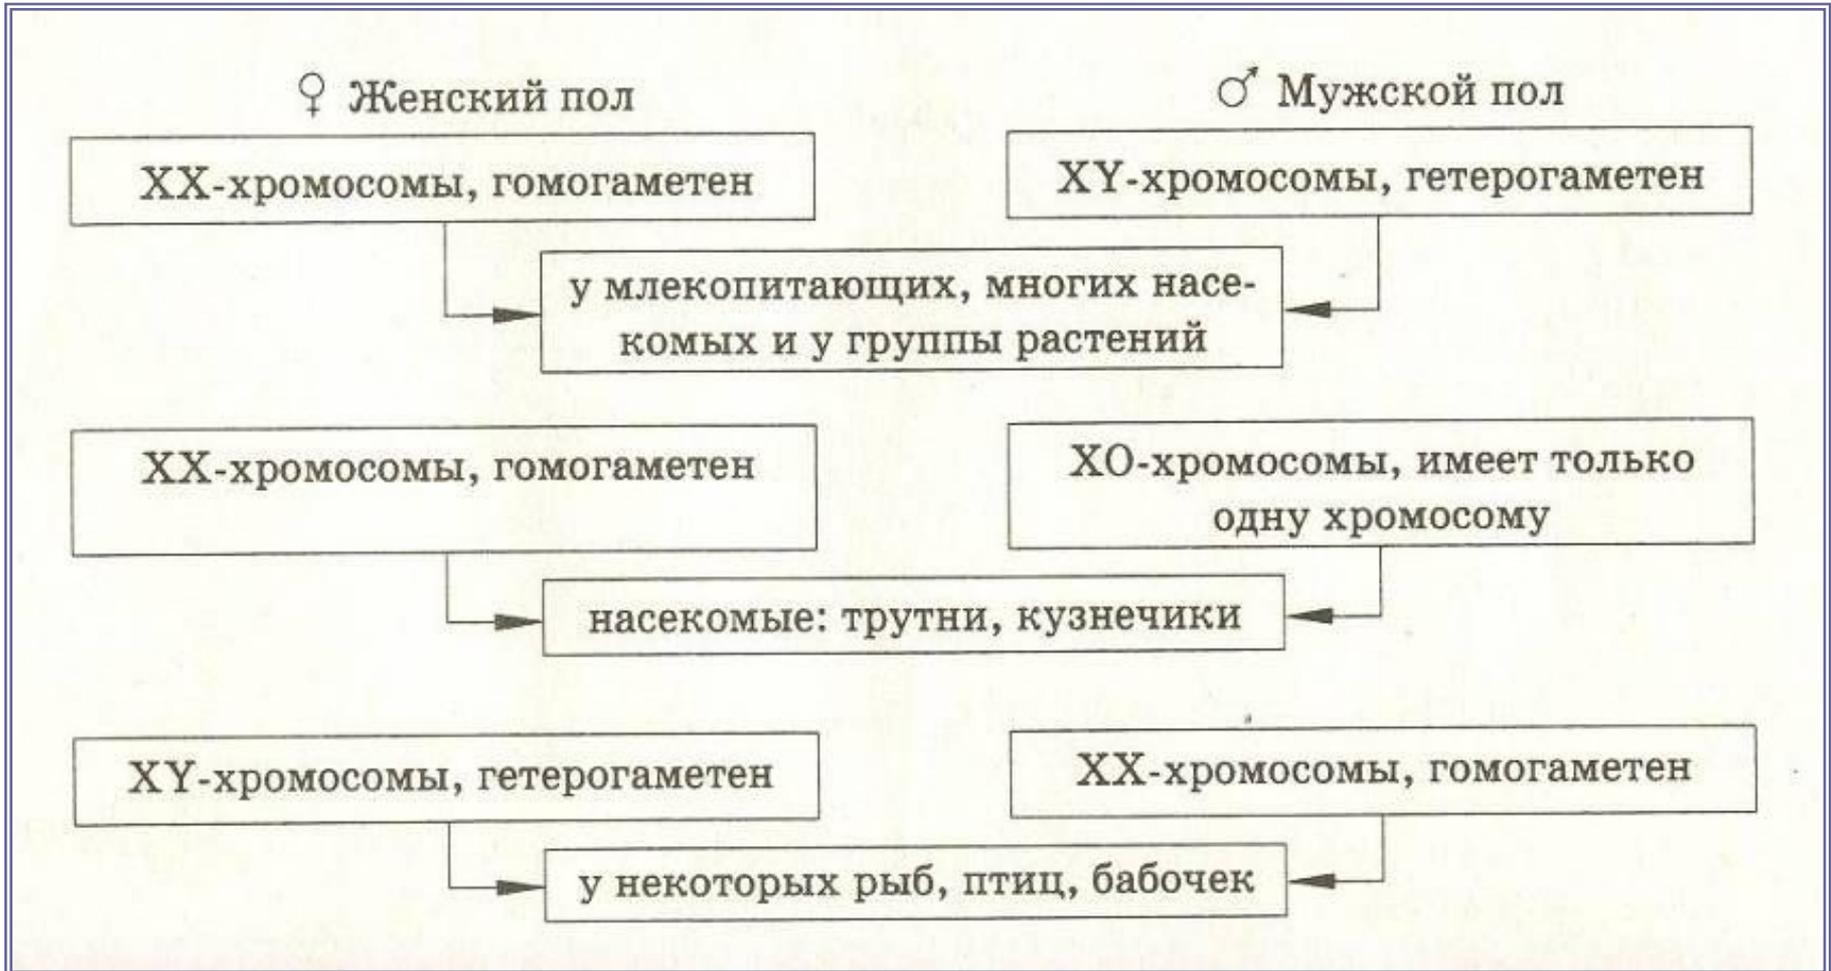 ♀ Женский пол
♂ Мужской пол
XX-хромосомы, гомогаметен
XY-хромосомы, гетерогаметен
у млекопитающих, многих насе-
комых и у группы растений
XX-хромосомы, гомогаметен
XO-хромосомы, имеет только
одну хромосому
насекомые: трутни, кузнечики
XY-хромосомы, гетерогаметен
XX-хромосомы, гомогаметен
у некоторых рыб, птиц, бабочек